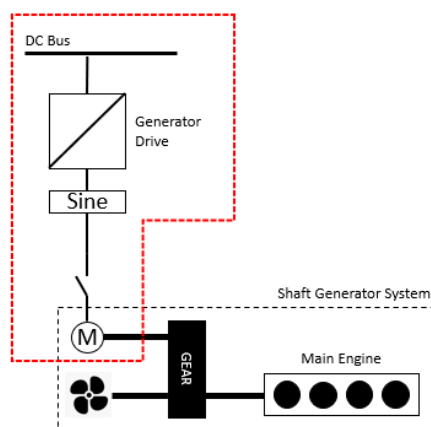 DC Bus
Generator
Drive
Sine
Shaft Generator System
M
GEAR
Main Engine